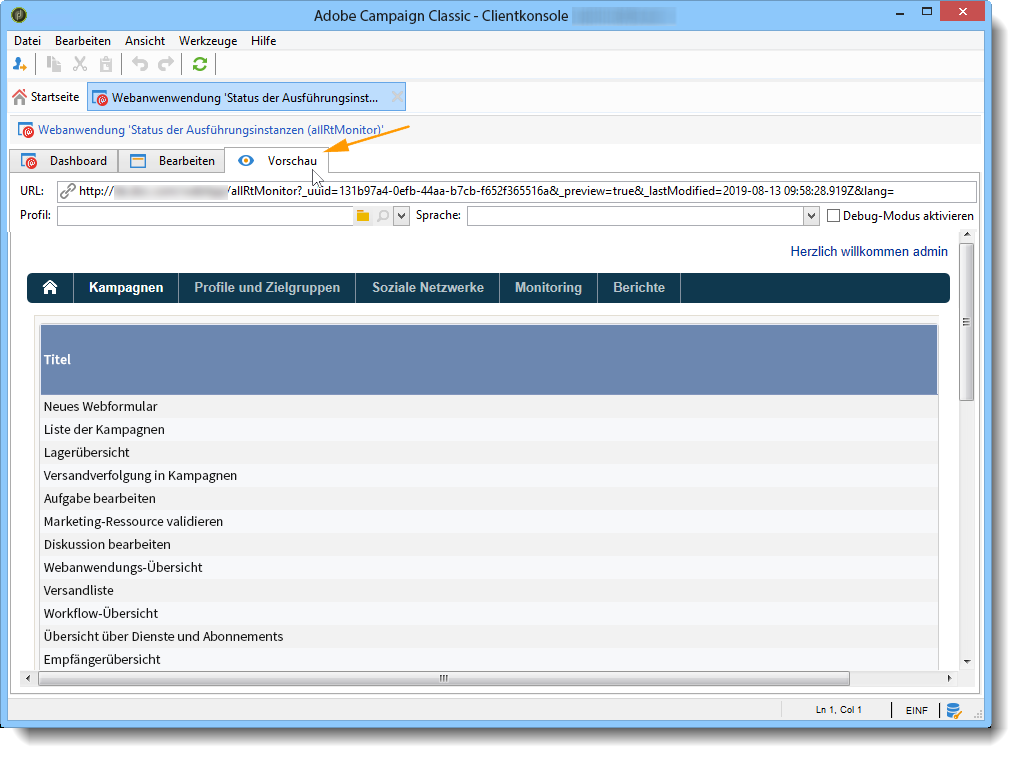 Adobe Campaign Classic - Clientkonsole
Datei Bearbeiten Ansicht Werkzeuge Hilfe
Startseite Webanwenwendung 'Status der Ausführungsinst...
Webanwendung 'Status der Ausführungsinstanzen (allRtMonitor)'
Dashboard Bearbeiten Vorschau
URL: http:// /allRtMonitor?_uuid=131b97a4-0efb-44aa-b7cb-f652f365516a&_preview=true&_lastModified=2019-08-13 09:58:28.919Z&lang=
Profil: Sprache: Debug-Modus aktivieren
Herzlich willkommen admin
Kampagnen Profile und Zielgruppen Soziale Netzwerke Monitoring Berichte
Titel
Neues Webformular
Liste der Kampagnen
Lagerübersicht
Versandverfolgung in Kampagnen
Aufgabe bearbeiten
Marketing-Ressource validieren
Diskussion bearbeiten
Webanwendungs-Übersicht
Versandliste
Workflow-Übersicht
Übersicht über Dienste und Abonnements
Empfängerübersicht
Ln 1, Col 1 EINF